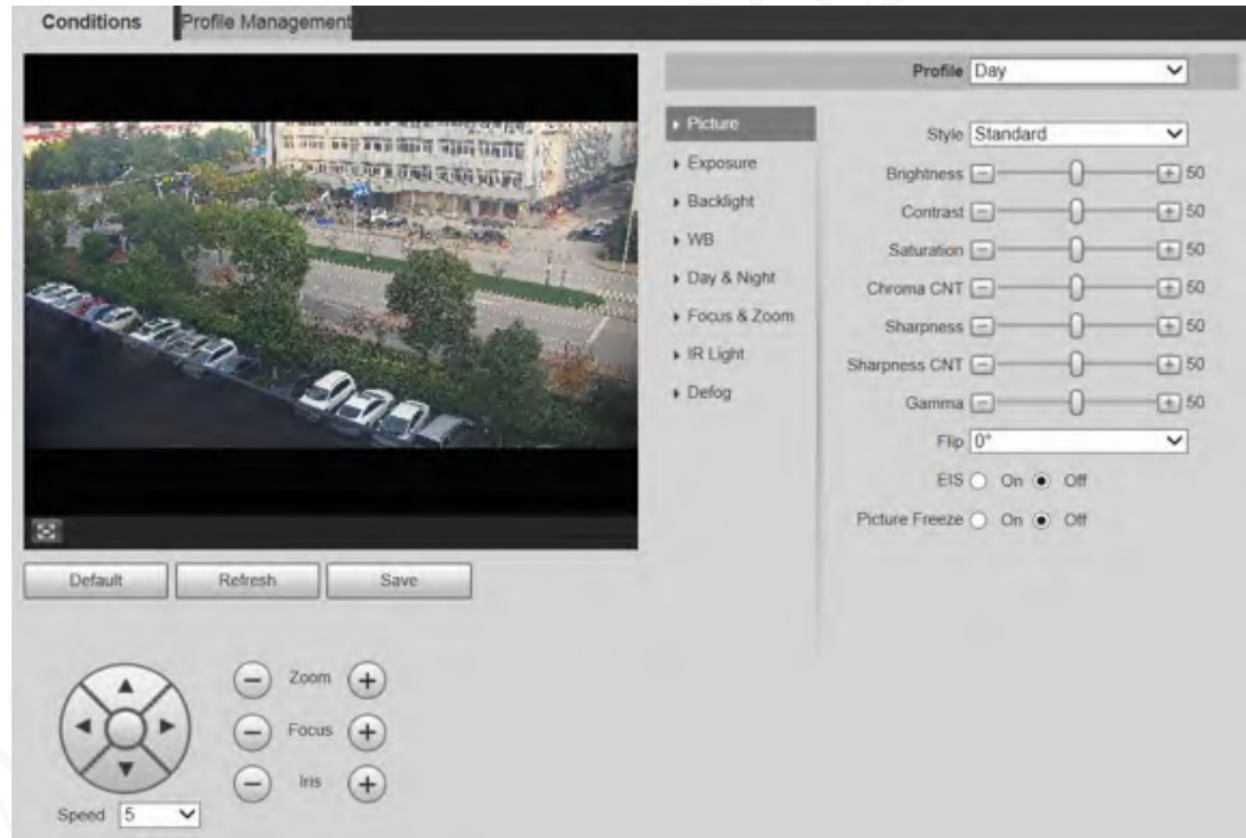 Conditions
Profile Management
Profile Day
Picture
Exposure
Backlight
WB
Day & Night
Focus & Zoom
IR Light
Defog
Style Standard
Brightness 50
Contrast 50
Saturation 50
Chroma CNT 50
Sharpness 50
Sharpness CNT 50
Gamma 50
Flip 0°
EIS On Off
Picture Freeze On Off
Default Refresh Save
Zoom
Focus
Iris
Speed 5